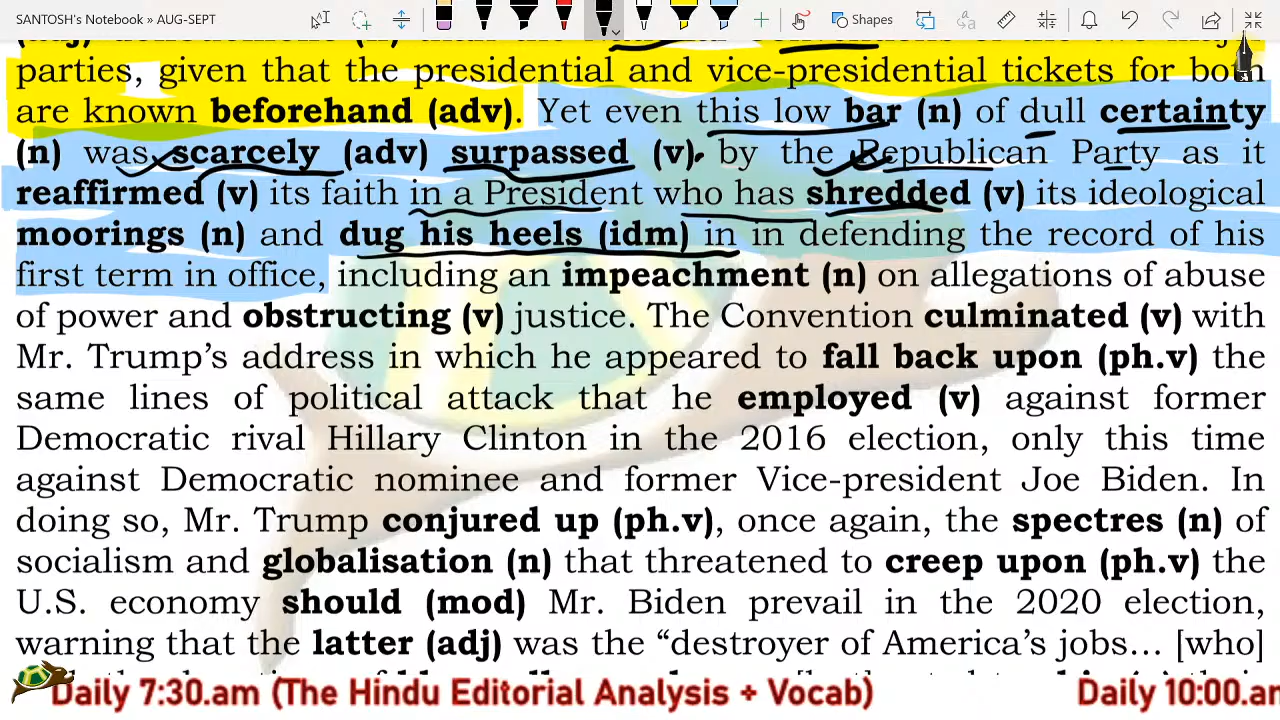 SANTOSH's Notebook » AUG-SEPT
Shapes
parties, given that the presidential and vice-presidential tickets for both
are known beforehand (adv). Yet even this low bar (n) of dull certainty
(n) was scarcely (adv) surpassed (v) by the Republican Party as it
reaffirmed (v) its faith in a President who has shredded (v) its ideological
moorings (n) and dug his heels (idm) in in defending the record of his
first term in office, including an impeachment (n) on allegations of abuse
of power and obstructing (v) justice. The Convention culminated (v) with
Mr. Trump’s address in which he appeared to fall back upon (ph.v) the
same lines of political attack that he employed (v) against former
Democratic rival Hillary Clinton in the 2016 election, only this time
against Democratic nominee and former Vice-president Joe Biden. In
doing so, Mr. Trump conjured up (ph.v), once again, the spectres (n) of
socialism and globalisation (n) that threatened to creep upon (ph.v) the
U.S. economy should (mod) Mr. Biden prevail in the 2020 election,
warning that the latter (adj) was the “destroyer of America’s jobs... [who]
Daily 7:30.am (The Hindu Editorial Analysis + Vocab) Daily 10:00.a